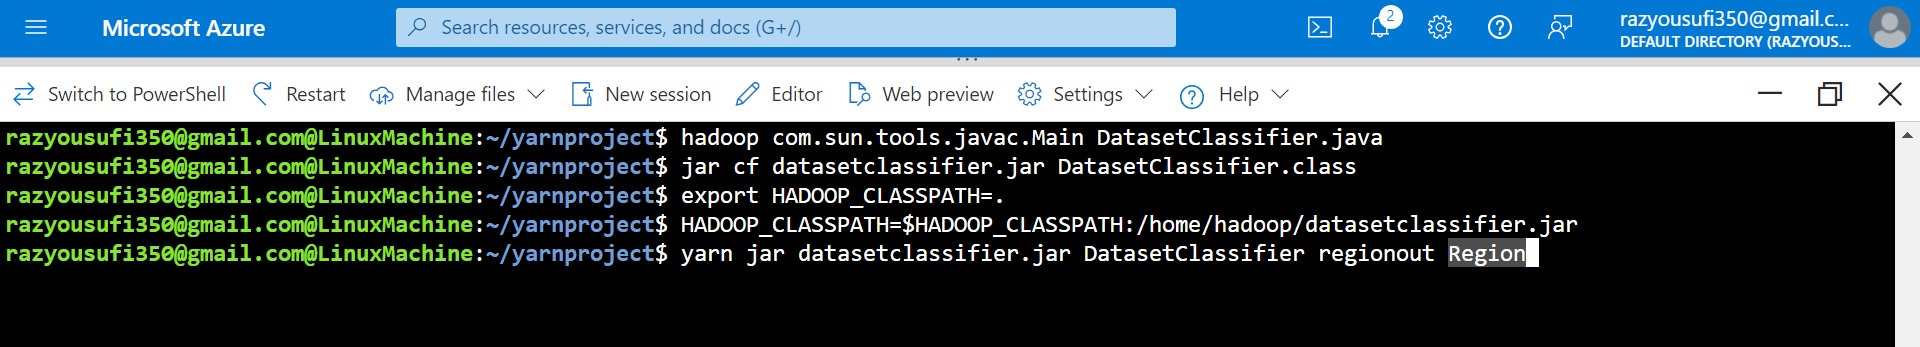 Microsoft Azure
Search resources, services, and docs (G+/)
2
razyousufi350@gmail.c...
DEFAULT DIRECTORY (RAZYOUS...
Switch to PowerShell Restart Manage files New session Editor Web preview Settings Help
razyousufi350@gmail.com@LinuxMachine:~/yarnproject$ hadoop com.sun.tools.javac.Main DatasetClassifier.java
razyousufi350@gmail.com@LinuxMachine:~/yarnproject$ jar cf datasetclassifier.jar DatasetClassifier.class
razyousufi350@gmail.com@LinuxMachine:~/yarnproject$ export HADOOP_CLASSPATH=.
razyousufi350@gmail.com@LinuxMachine:~/yarnproject$ HADOOP_CLASSPATH=$HADOOP_CLASSPATH:/home/hadoop/datasetclassifier.jar
razyousufi350@gmail.com@LinuxMachine:~/yarnproject$ yarn jar datasetclassifier.jar DatasetClassifier regionout Region